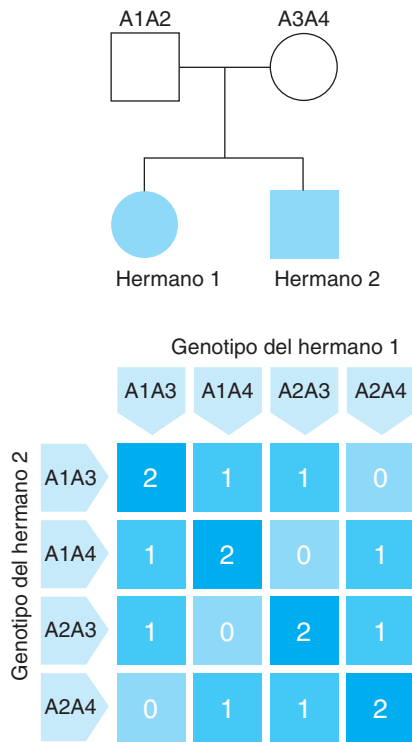 A1A2 A3A4
Hermano 1 Hermano 2
Genotipo del hermano 1
A1A3 A1A4 A2A3 A2A4
Genotipo del hermano 2
A1A3 2 1 1 0
A1A4 1 2 0 1
A2A3 1 0 2 1
A2A4 0 1 1 2